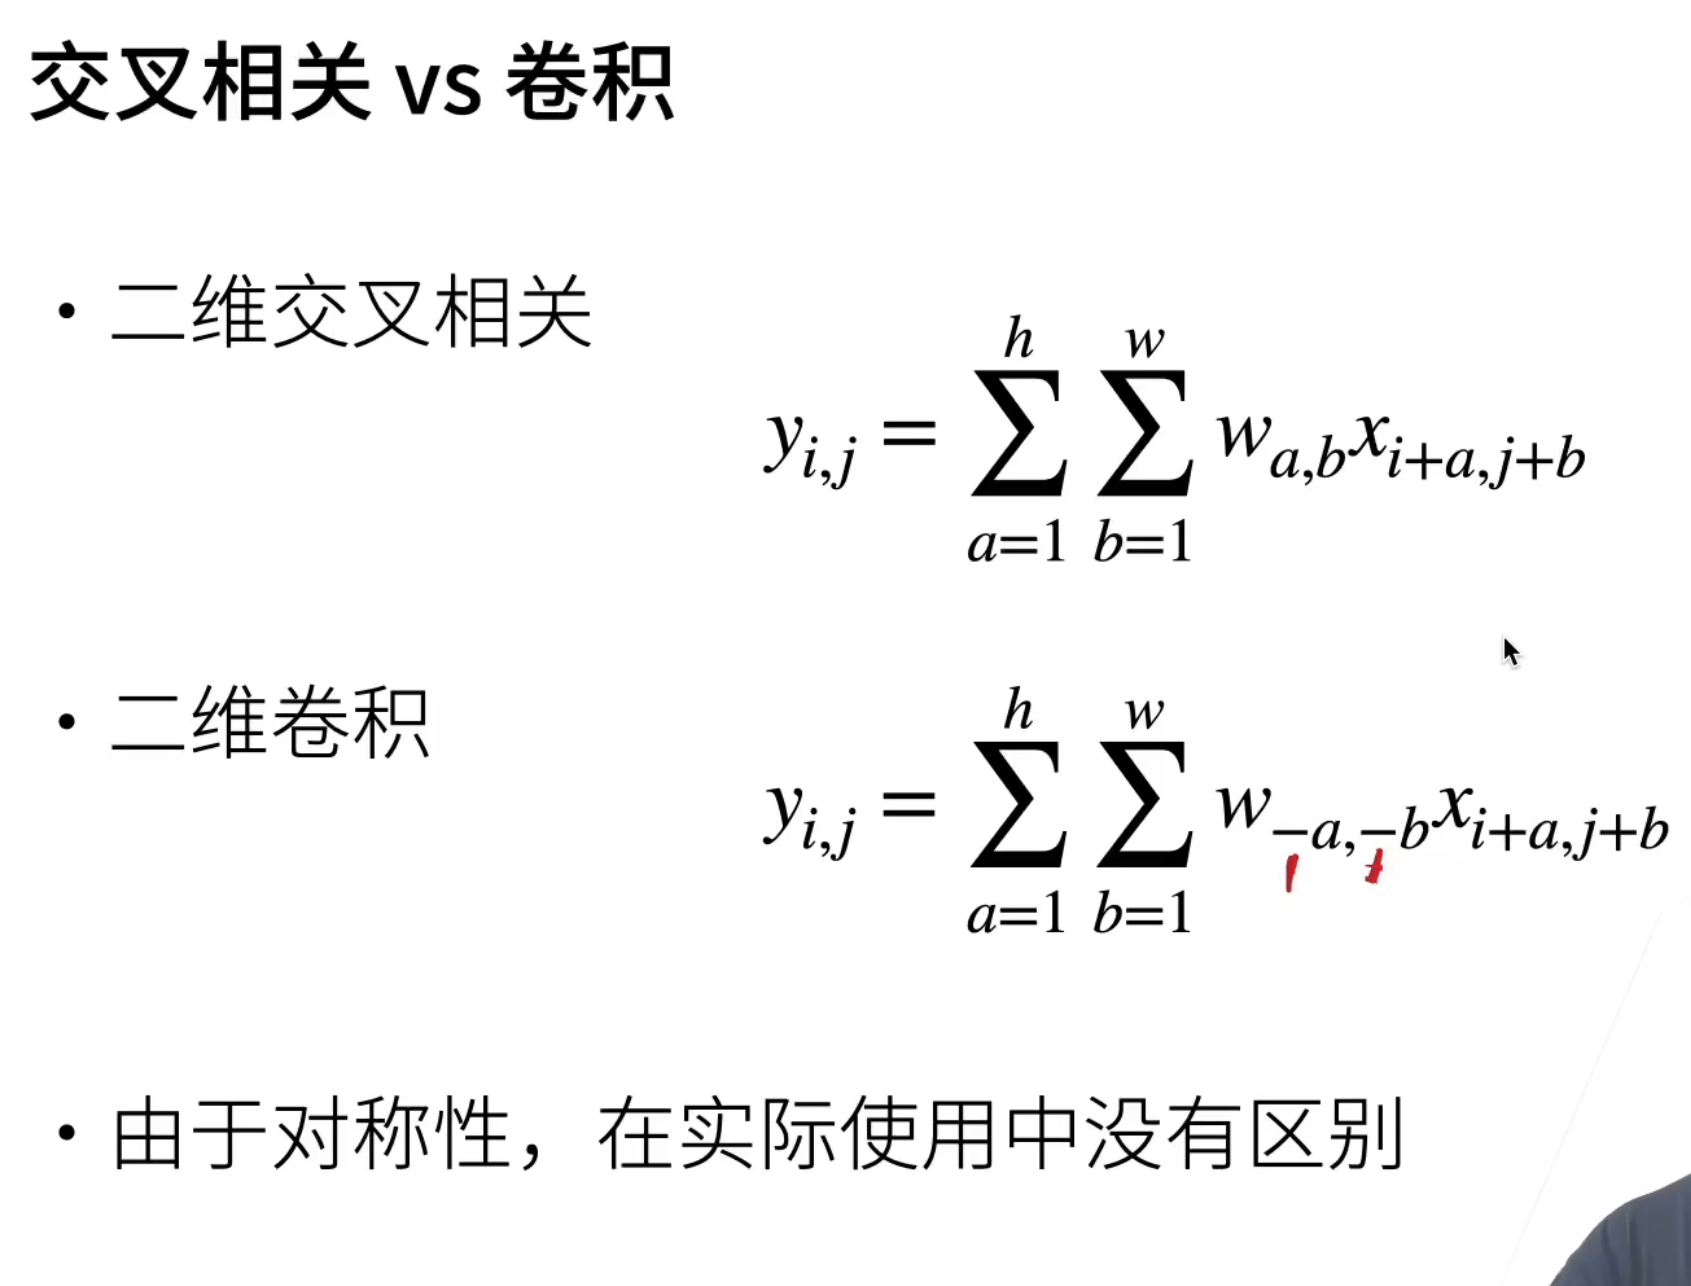 交叉相关 vs 卷积
• 二维交叉相关
y_{i,j} = \sum_{a=1}^{h} \sum_{b=1}^{w} w_{a,b} x_{i+a,j+b}
• 二维卷积
y_{i,j} = \sum_{a=1}^{h} \sum_{b=1}^{w} w_{-a,-b} x_{i+a,j+b}
• 由于对称性，在实际使用中没有区别